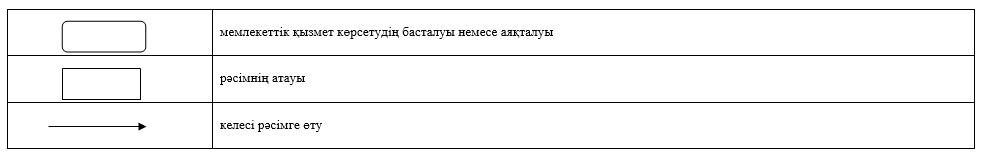 мемлекеттік қызмет көрсетудің басталуы немесе аяқталуы
рәсімнің атауы
келесі рәсімге өту